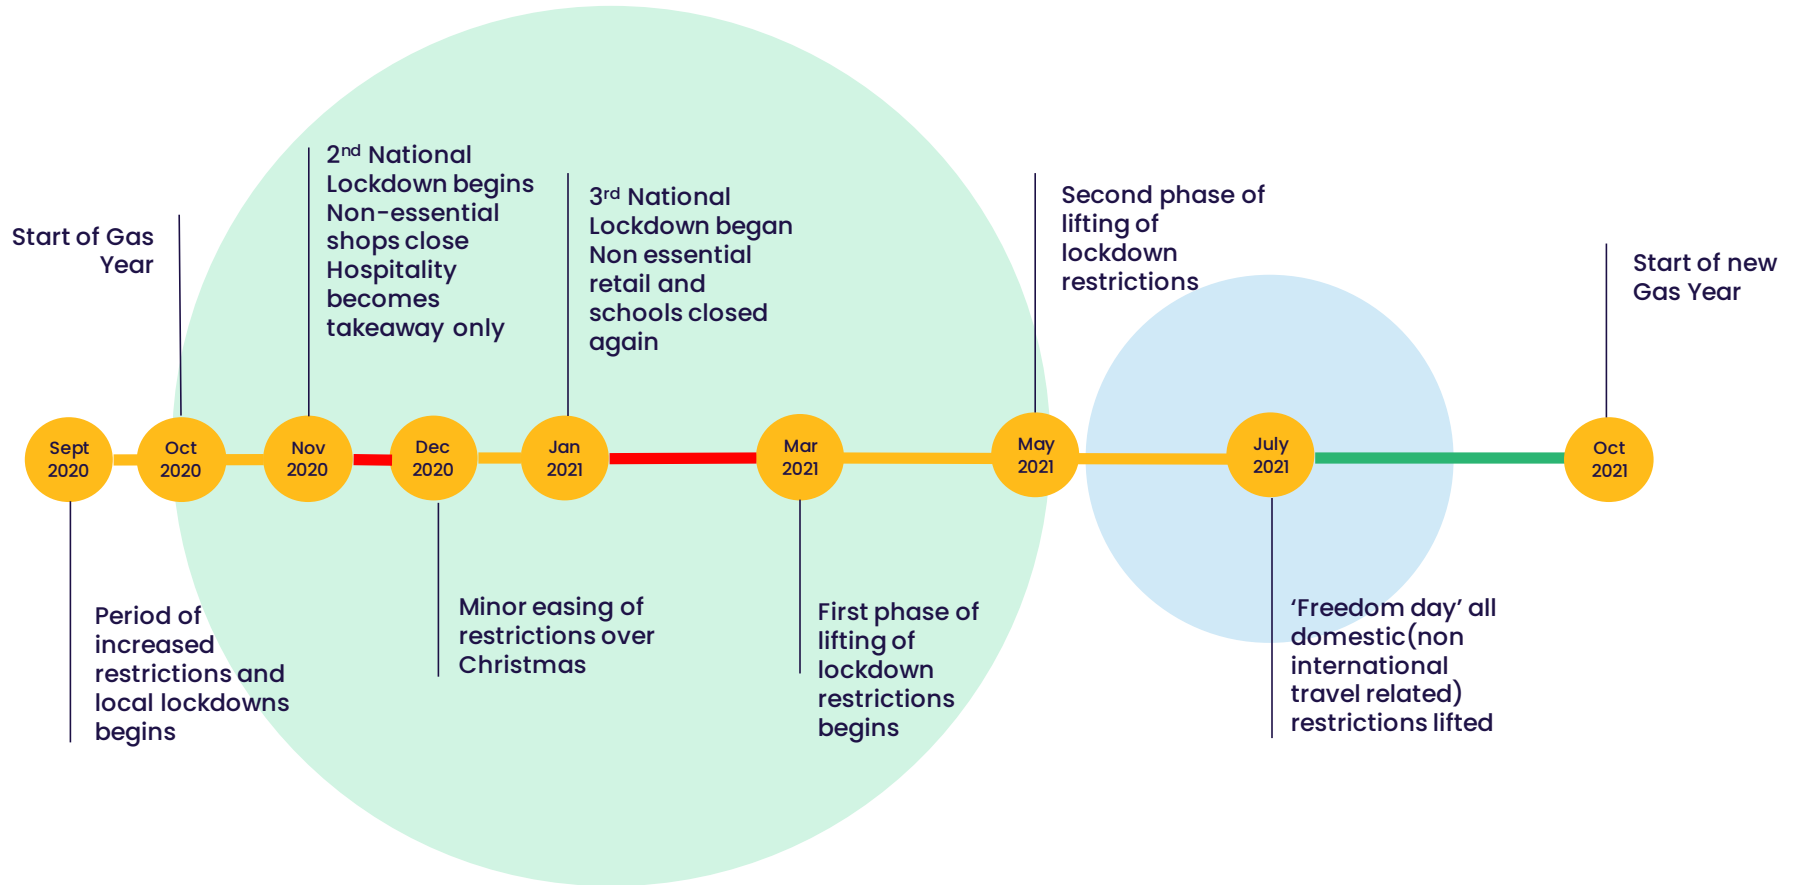 Start of Gas
Year
2nd National
Lockdown begins
Non-essential
shops close
Hospitality
becomes
takeaway only
3rd National
Lockdown began
Non essential
retail and
schools closed
again
Second phase of
lifting of
lockdown
restrictions
Start of new
Gas Year
Sept
2020
Oct
2020
Nov
2020
Dec
2020
Jan
2021
Mar
2021
May
2021
July
2021
Oct
2021
Period of
increased
restrictions and
local lockdowns
begins
Minor easing of
restrictions over
Christmas
First phase of
lifting of
lockdown
restrictions
begins
‘Freedom day’ all
domestic(non
international
travel related)
restrictions lifted